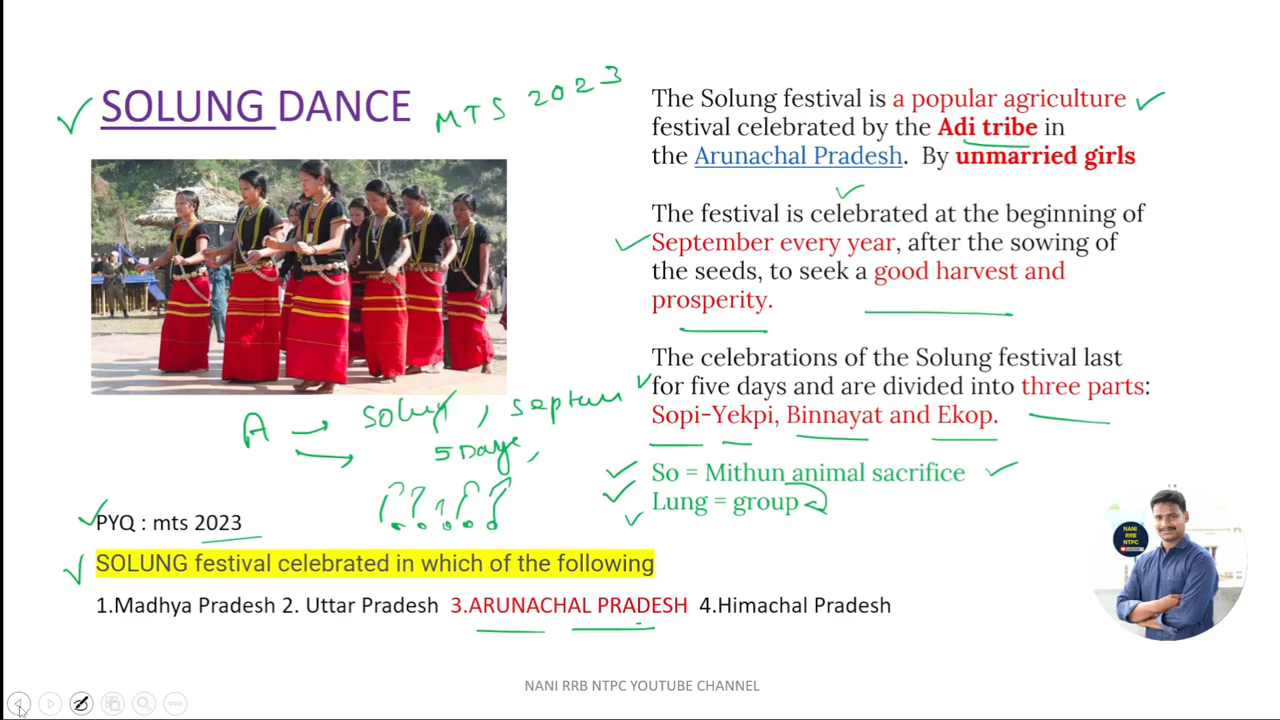 SOLUNG DANCE
MTS 2023
The Solung festival is a popular agriculture
festival celebrated by the Adi tribe in
the Arunachal Pradesh.  By unmarried girls
The festival is celebrated at the beginning of
September every year, after the sowing of
the seeds, to seek a good harvest and
prosperity.
The celebrations of the Solung festival last
for five days and are divided into three parts:
Sopi-Yekpi, Binnayat and Ekop.
So = Mithun animal sacrifice
Lung = group
A → 
5 Days,
PYQ : mts 2023
SOLUNG festival celebrated in which of the following
1.Madhya Pradesh 2. Uttar Pradesh  3.ARUNACHAL PRADESH  4.Himachal Pradesh
NANI
RRB
NTPC
NANI RRB NTPC YOUTUBE CHANNEL